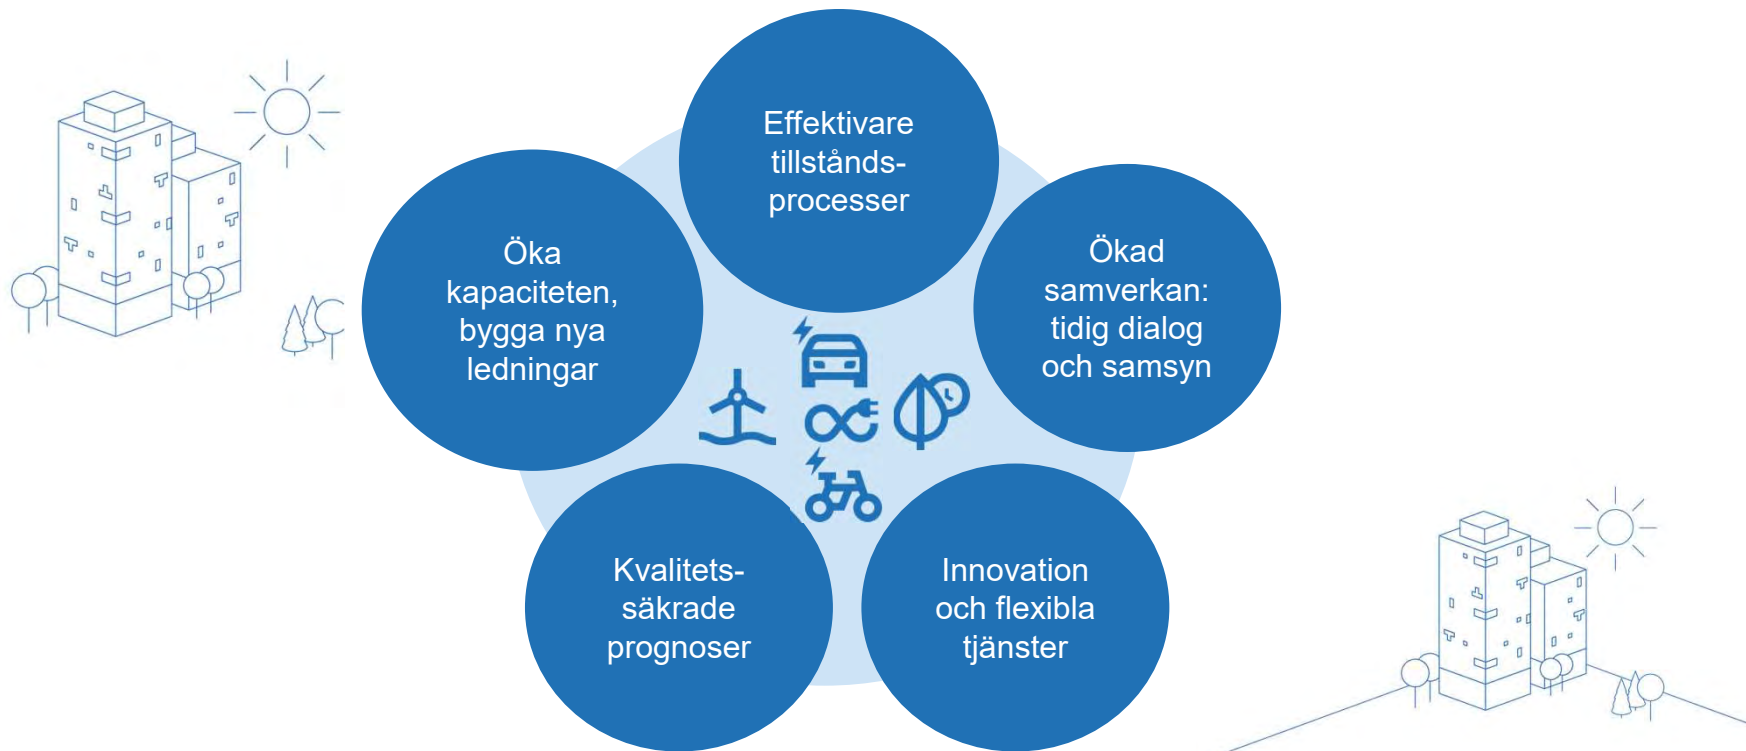 Effektivare
tillstånds-
processer
Öka
kapaciteten,
bygga nya
ledningar
Ökad
samverkan:
tidig dialog
och samsyn
Kvalitets-
säkrade
prognoser
Innovation
och flexibla
tjänster